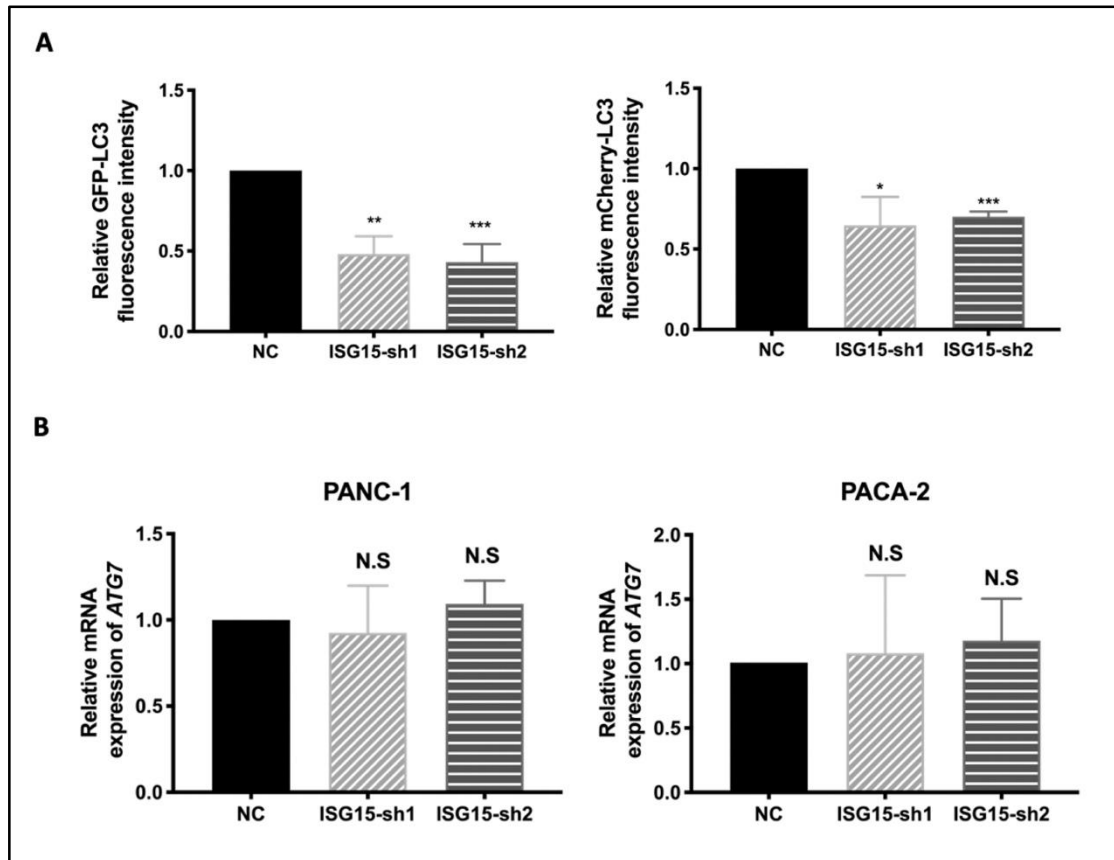 A
Relative GFP-LC3
fluorescence intensity
1.5
1.0
0.5
0.0
**
***
NC
ISG15-sh1
ISG15-sh2
Relative mCherry-LC3
fluorescence intensity
1.5
1.0
0.5
0.0
*
***
NC
ISG15-sh1
ISG15-sh2
B
PANC-1
Relative mRNA
expression of ATG7
1.5
1.0
0.5
0.0
N.S
N.S
NC
ISG15-sh1
ISG15-sh2
PACA-2
Relative mRNA
expression of ATG7
2.0
1.5
1.0
0.5
0.0
N.S
N.S
NC
ISG15-sh1
ISG15-sh2